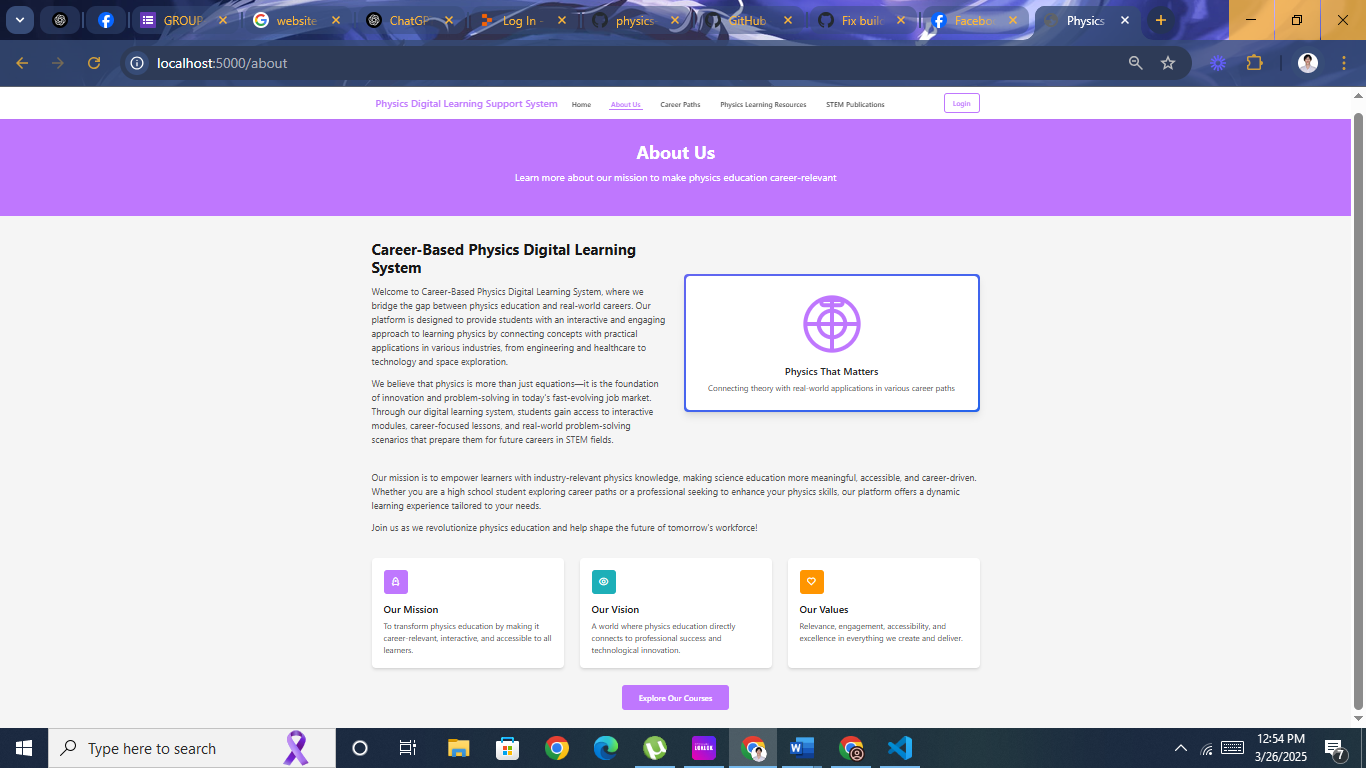 GROUP
website
ChatGP
Log In -
physics
GitHub
Fix buil
Facebo
Physics
localhost:5000/about
Physics Digital Learning Support System
Home
About Us
Career Paths
Physics Learning Resources
STEM Publications
Login
About Us
Learn more about our mission to make physics education career-relevant
Career-Based Physics Digital Learning
System
Welcome to Career-Based Physics Digital Learning System, where we
bridge the gap between physics education and real-world careers. Our
platform is designed to provide students with an interactive and engaging
approach to learning physics by connecting concepts with practical
applications in various industries, from engineering and healthcare to
technology and space exploration.
We believe that physics is more than just equations—it is the foundation
of innovation and problem-solving in today's fast-evolving job market.
Through our digital learning system, students gain access to interactive
modules, career-focused lessons, and real-world problem-solving
scenarios that prepare them for future careers in STEM fields.
Physics That Matters
Connecting theory with real-world applications in various career paths
Our mission is to empower learners with industry-relevant physics knowledge, making science education more meaningful, accessible, and career-driven.
Whether you are a high school student exploring career paths or a professional seeking to enhance your physics skills, our platform offers a dynamic
learning experience tailored to your needs.
Join us as we revolutionize physics education and help shape the future of tomorrow's workforce!
Our Mission
To transform physics education by making it
career-relevant, interactive, and accessible to all
learners.
Our Vision
A world where physics education directly
connects to professional success and
technological innovation.
Our Values
Relevance, engagement, accessibility, and
excellence in everything we create and deliver.
Explore Our Courses
Type here to search
12:54 PM
3/26/2025
7